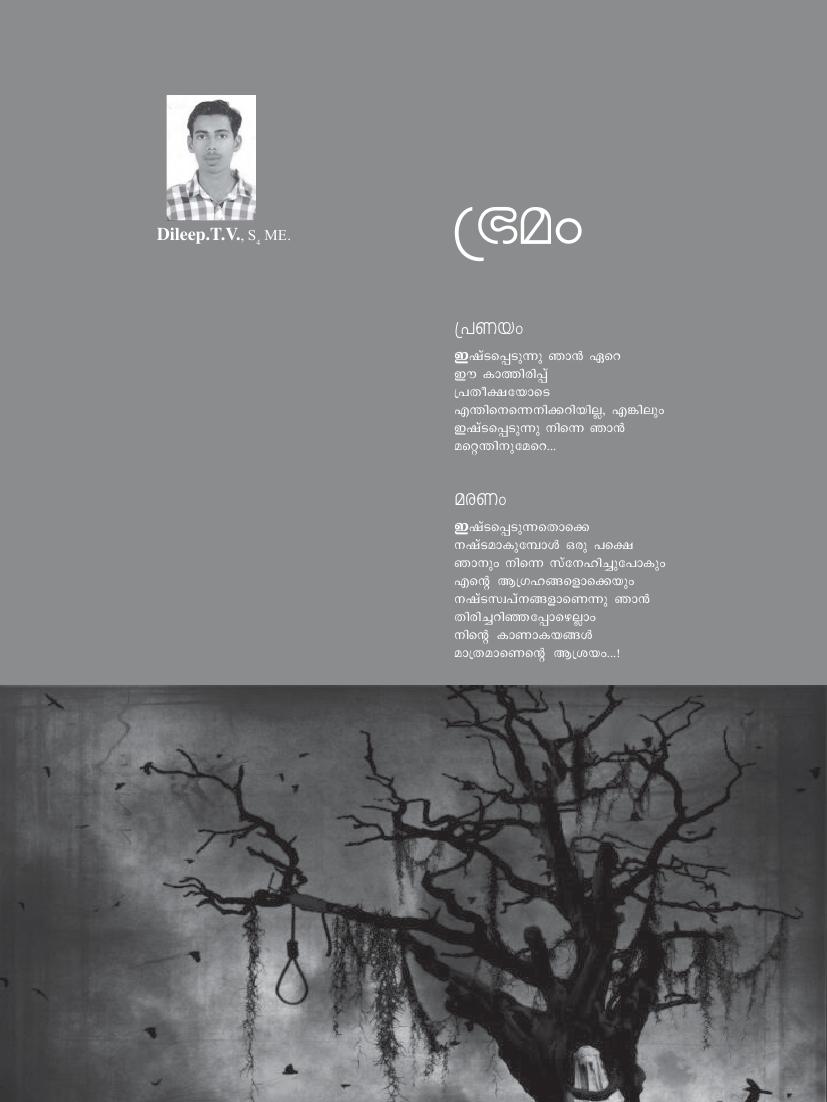 Dileep.T.V., S4 ME.
ഭ്രമം
പ്രണയം
ഇഷ്ടപ്പെടുന്നു ഞാൻ ഏറെ
ഈ കാത്തിരിപ്പ്
പ്രതീക്ഷയോടെ
എന്തിനെന്നെനിക്കറിയില്ല, എങ്കിലും
ഇഷ്ടപ്പെടുന്നു നിന്നെ ഞാൻ
മറ്റെന്തിനുമേറെ...
മരണം
ഇഷ്ടപ്പെടുന്നതൊക്കെ
നഷ്ടമാകുമ്പോൾ ഒരു പക്ഷെ
ഞാനും നിന്നെ സ്നേഹിച്ചുപോകും
എന്റെ ആഗ്രഹങ്ങളൊക്കെയും
നഷ്ടസ്വപ്നങ്ങളാണെന്നു ഞാൻ
തിരിച്ചറിഞ്ഞപ്പോഴെല്ലാം
നിന്റെ കാണാകയങ്ങൾ
മാത്രമാണെന്റെ ആശ്രയം...!